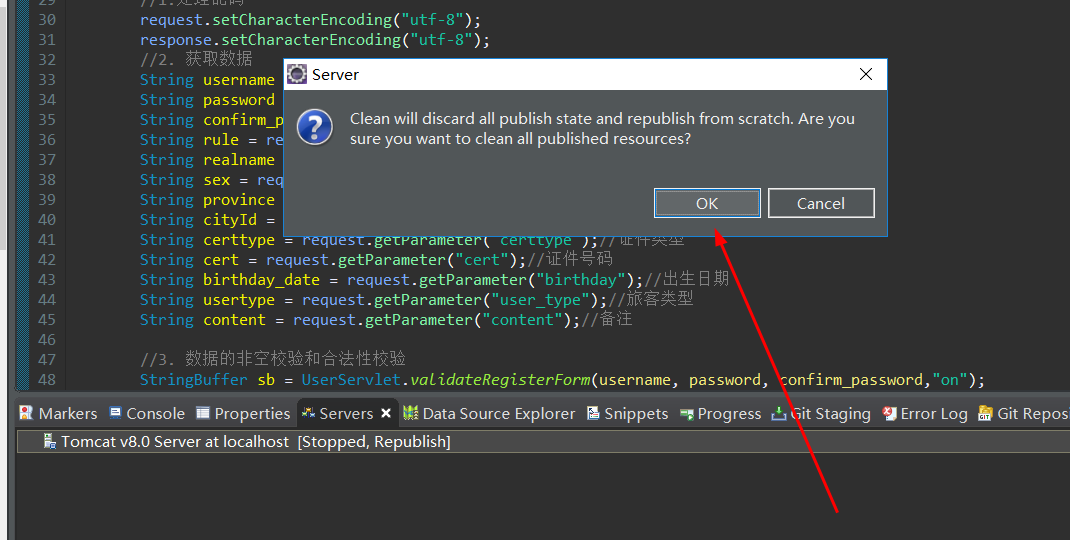 29 //1.处理乱码
30 request.setCharacterEncoding("utf-8");
31 response.setCharacterEncoding("utf-8");
32 //2. 获取数据
33 String username
34 String password
35 String confirm_p
36 String rule = re
37 String realname
38 String sex = req
39 String province
40 String cityId =
41 String certtype = request.getParameter("certtype");//证件类型
42 String cert = request.getParameter("cert");//证件号码
43 String birthday_date = request.getParameter("birthday");//出生日期
44 String usertype = request.getParameter("user_type");//旅客类型
45 String content = request.getParameter("content");//备注
46
47 //3. 数据的非空校验和合法性校验
48 StringBuffer sb = UserServlet.validateRegisterForm(username, password, confirm_password,"on");
Server
Clean will discard all publish state and republish from scratch. Are you
sure you want to clean all published resources?
OK Cancel
Markers Console Properties Servers Data Source Explorer Snippets Progress Git Staging Error Log Git Repos
Tomcat v8.0 Server at localhost [Stopped, Republish]